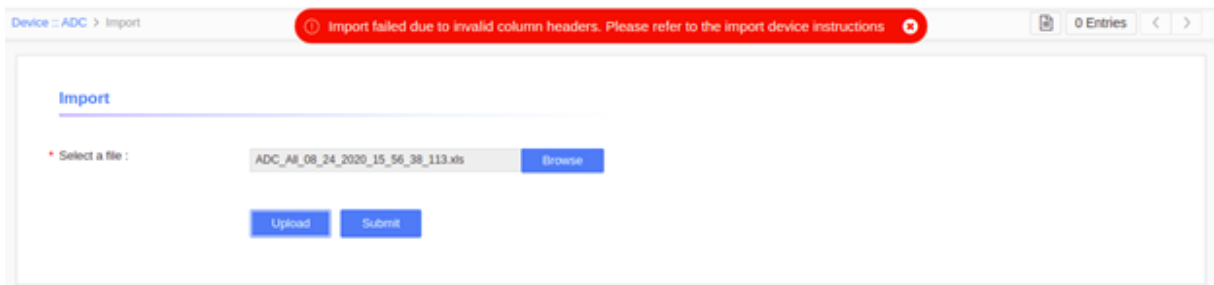 Device :: ADC > Import
Import failed due to invalid column headers. Please refer to the import device instructions
0 Entries < >
Import
* Select a file :
ADC_All_08_24_2020_15_56_38_113.xls
Browse
Upload
Submit